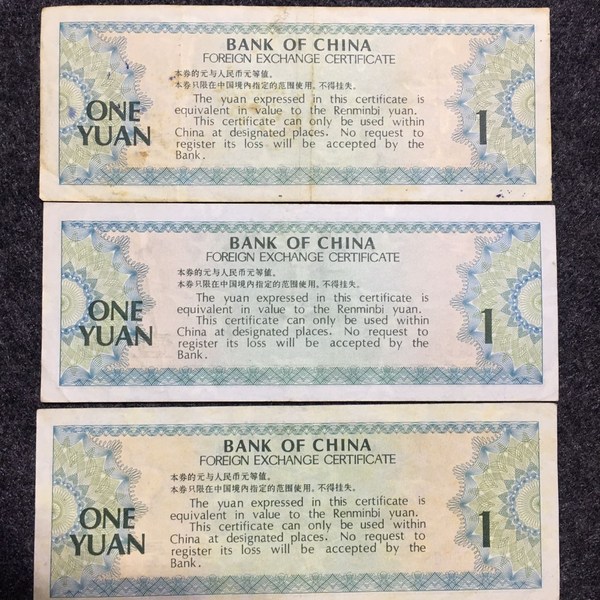 BANK OF CHINA
FOREIGN EXCHANGE CERTIFICATE
本券的元与人民币元等值。
本券只限在中国境内指定的范围使用，不得挂失。
ONE
YUAN
The yuan expressed in this certificate is
equivalent in value to the Renminbi yuan.
This certificate can only be used within
China at designated places. No request to
register its loss will be accepted by the
Bank.
1
BANK OF CHINA
FOREIGN EXCHANGE CERTIFICATE
本券的元与人民币元等值。
本券只限在中国境内指定的范围使用，不得挂失。
ONE
YUAN
The yuan expressed in this certificate is
equivalent in value to the Renminbi yuan.
This certificate can only be used within
China at designated places. No request to
register its loss will be accepted by the
Bank.
1
BANK OF CHINA
FOREIGN EXCHANGE CERTIFICATE
本券的元与人民币元等值。
本券只限在中国境内指定的范围使用，不得挂失。
ONE
YUAN
The yuan expressed in this certificate is
equivalent in value to the Renminbi yuan.
This certificate can only be used within
China at designated places. No request to
register its loss will be accepted by the
Bank.
1